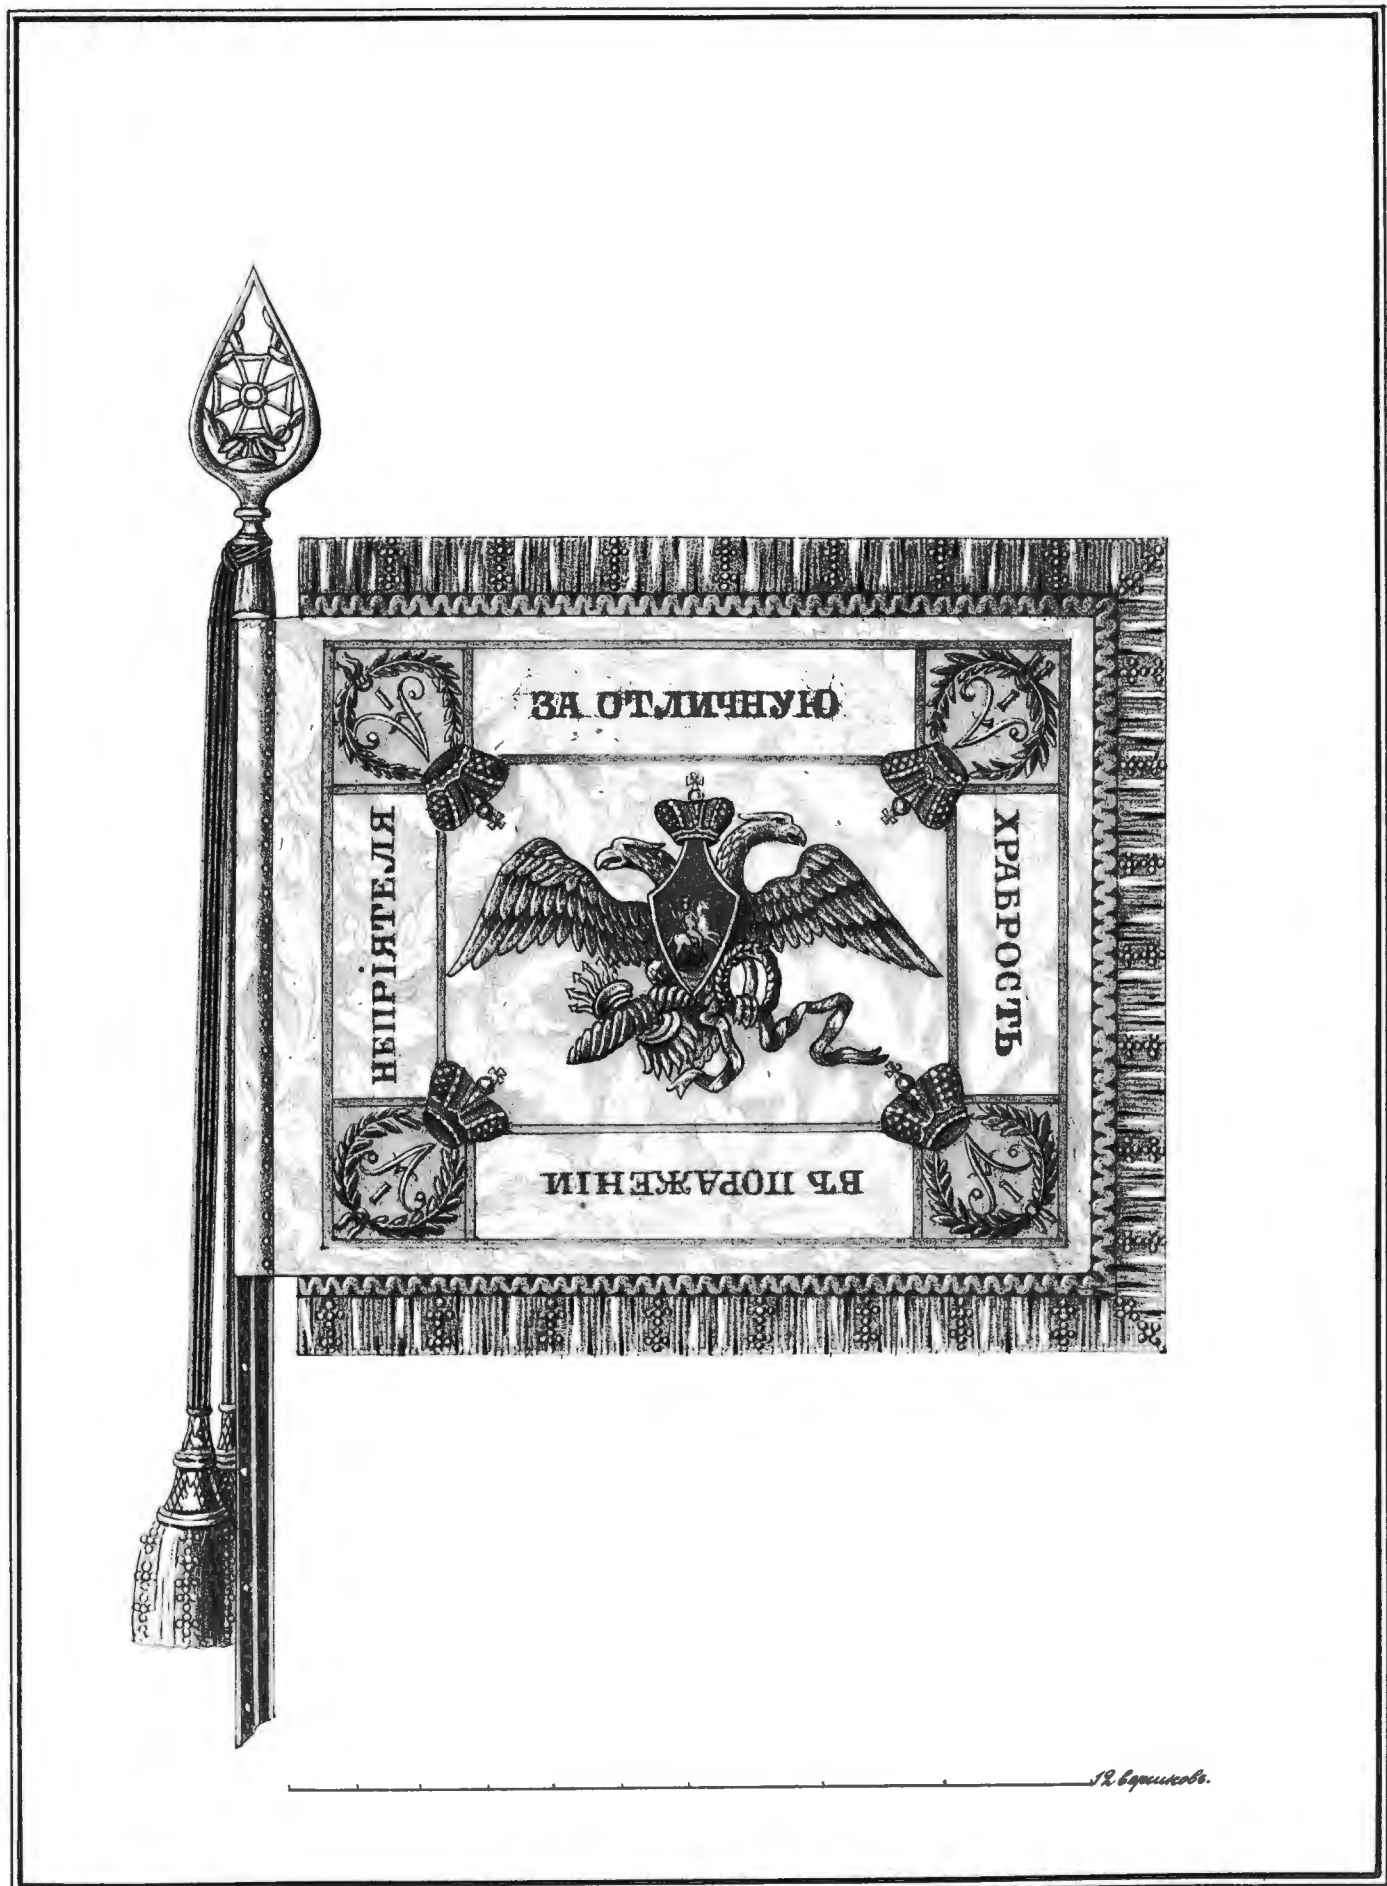 ЗА ОТЛИЧНУЮ
ХРАБРОСТЬ
ВЪ ПОРАЖЕНІИ
НЕПРІЯТЕЛЯ
12 вершковъ.